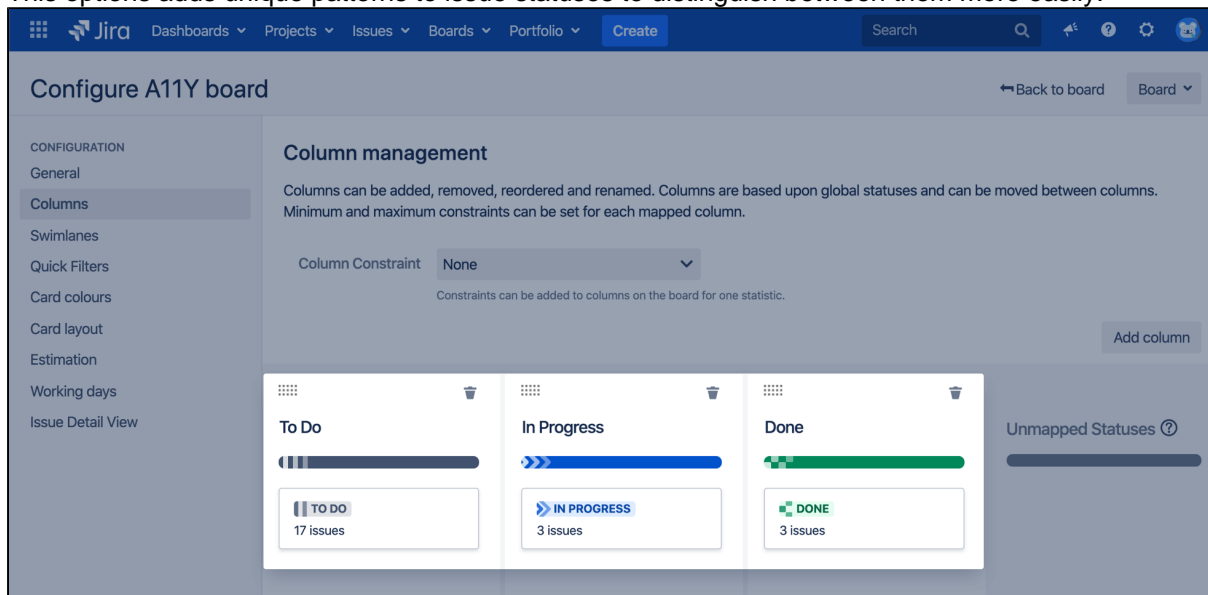 This options adds unique patterns to issue statuses to distinguish between them more easily.
Jira Dashboards Projects Issues Boards Portfolio Create Search
Configure A11Y board
Back to board Board
CONFIGURATION
General
Columns
Swimlanes
Quick Filters
Card colours
Card layout
Estimation
Working days
Issue Detail View
Column management
Columns can be added, removed, reordered and renamed. Columns are based upon global statuses and can be moved between columns.
Minimum and maximum constraints can be set for each mapped column.
Column Constraint None
Constraints can be added to columns on the board for one statistic.
Add column
To Do
TO DO
17 issues
In Progress
IN PROGRESS
3 issues
Done
DONE
3 issues
Unmapped Statuses